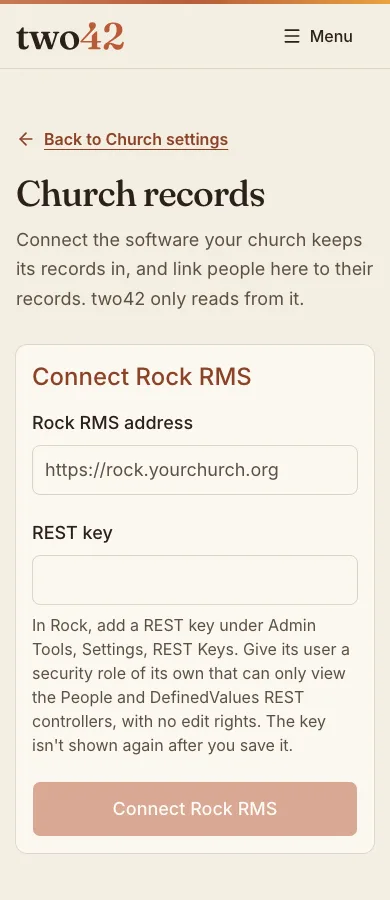 two42
Menu
Back to Church settings
Church records
Connect the software your church keeps
its records in, and link people here to their
records. two42 only reads from it.
Connect Rock RMS
Rock RMS address
https://rock.yourchurch.org
REST key
In Rock, add a REST key under Admin
Tools, Settings, REST Keys. Give its user a
security role of its own that can only view
the People and DefinedValues REST
controllers, with no edit rights. The key
isn't shown again after you save it.
Connect Rock RMS